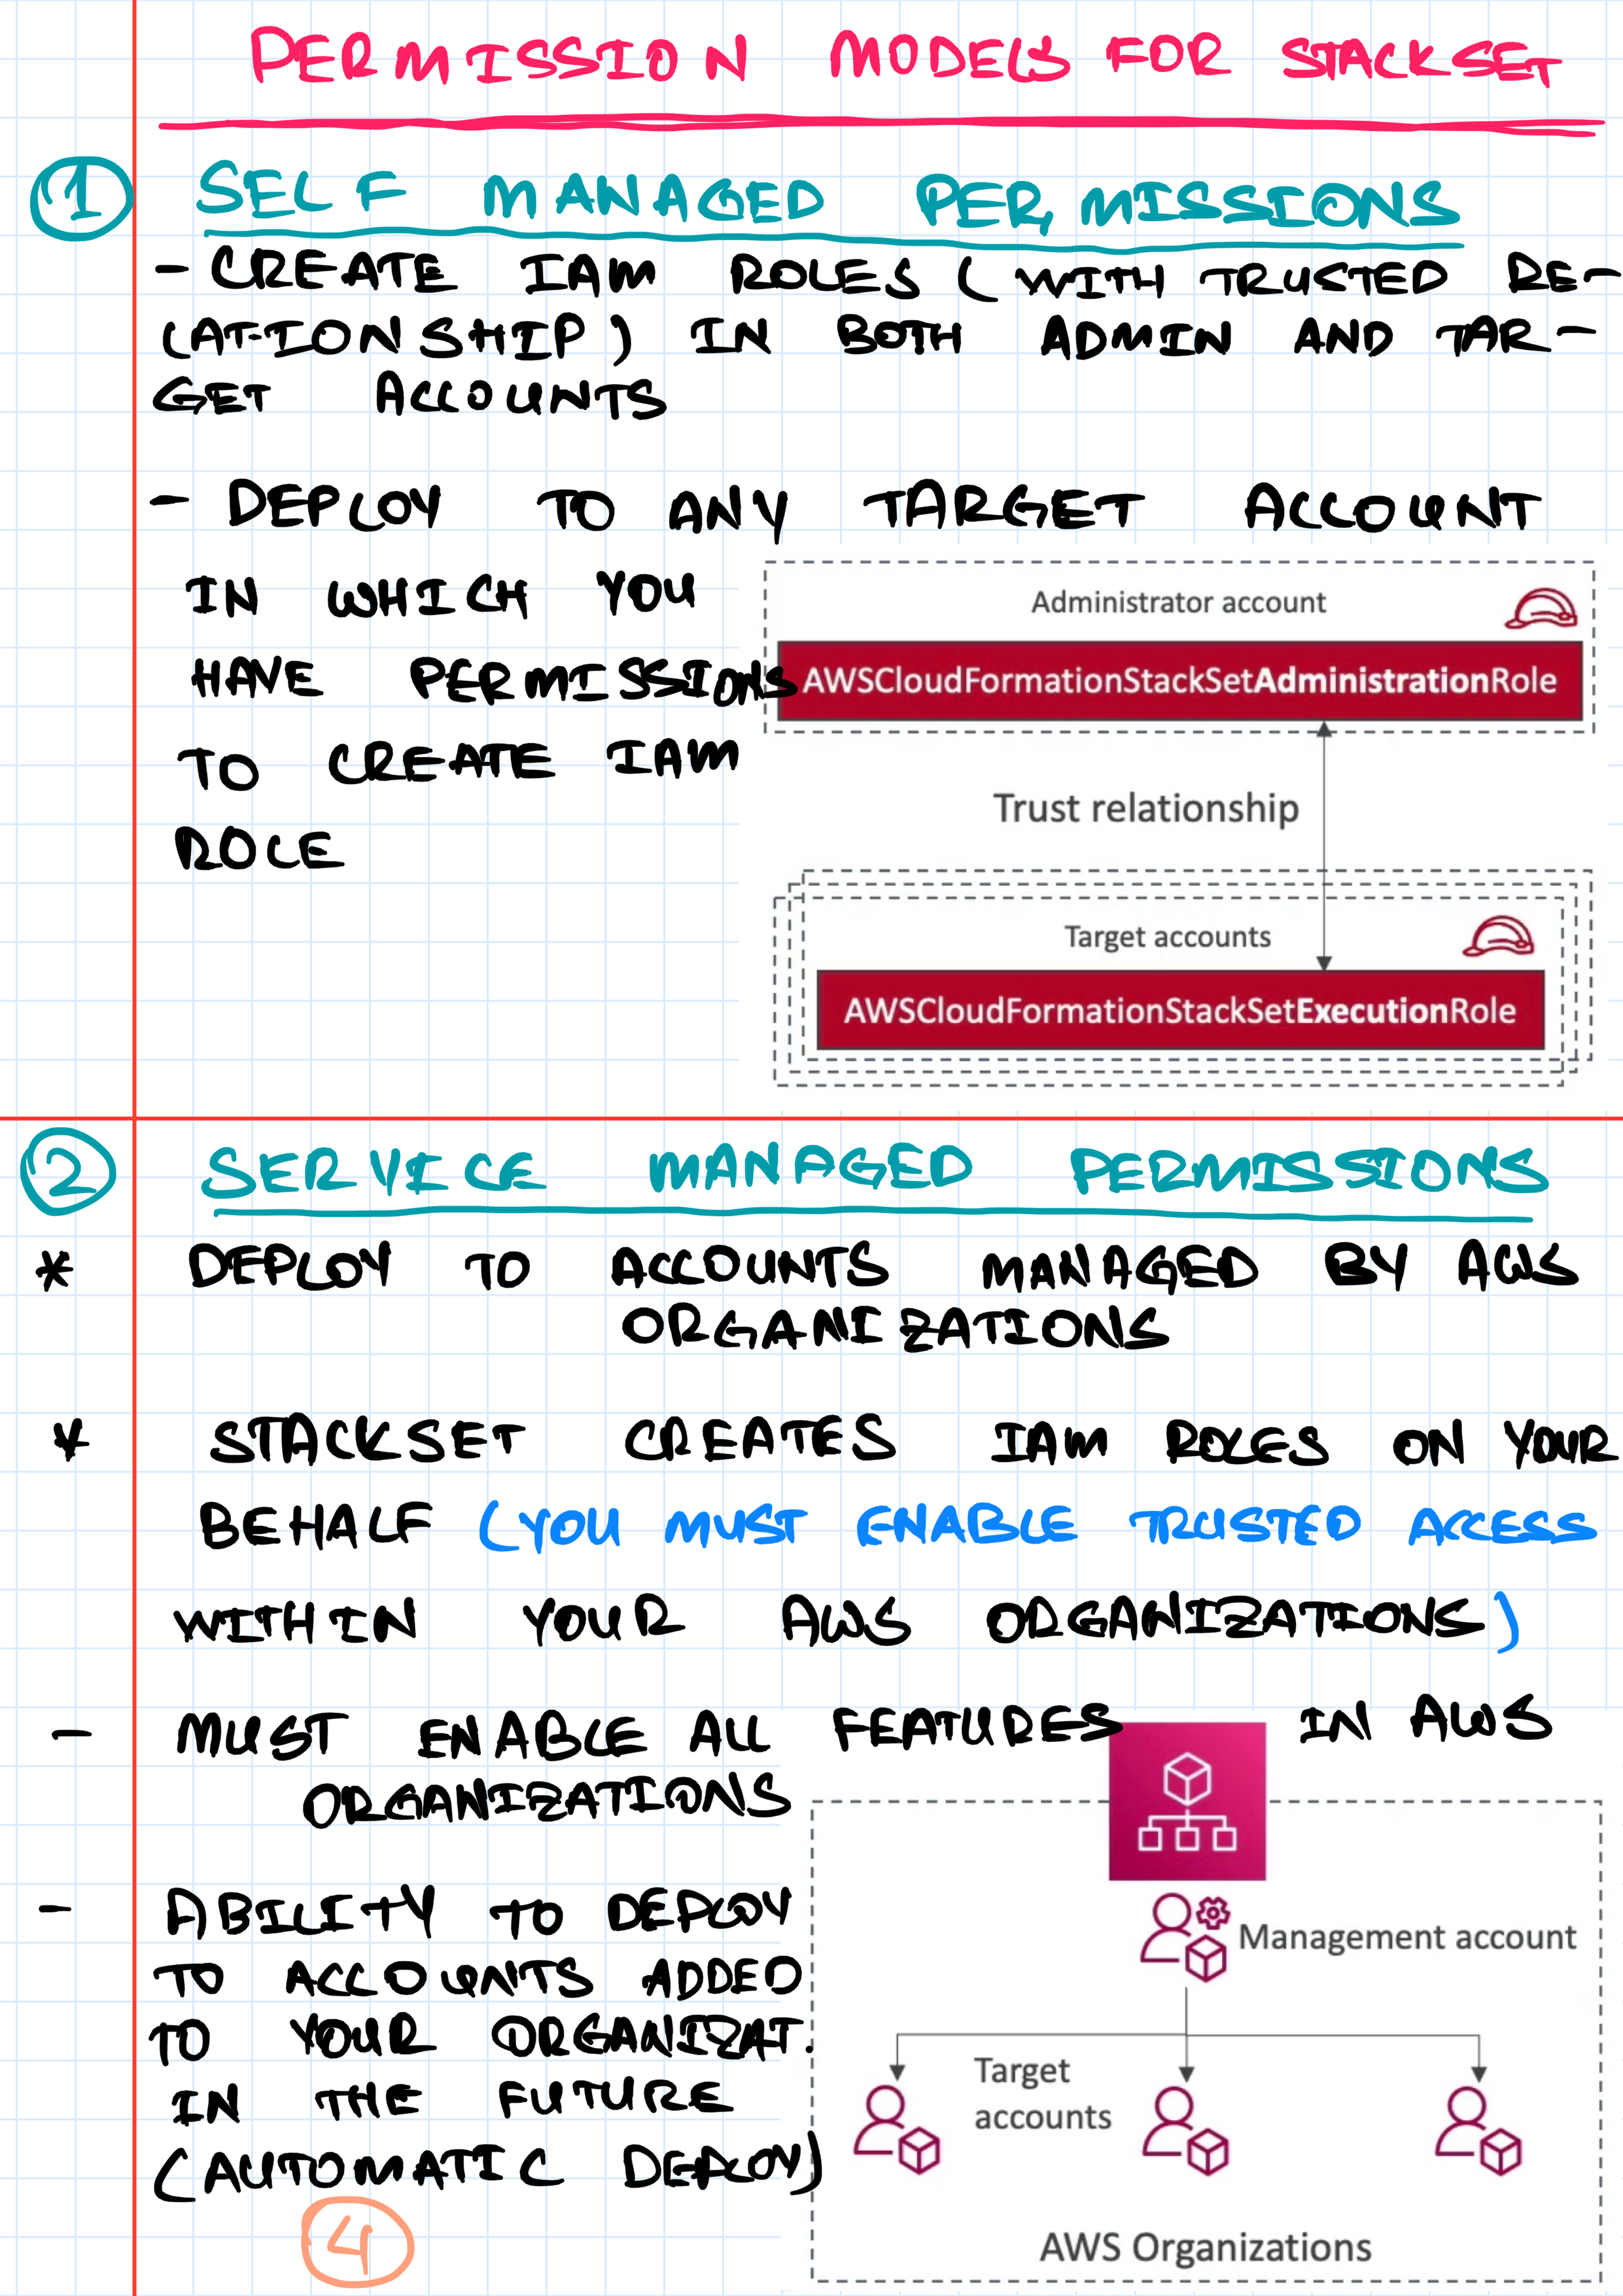 PERMISSION MODELS FOR STACKSET
1 SELF MANAGED PERMISSIONS
- CREATE IAM ROLES (WITH TRUSTED RE-
LATIONSHIP) IN BOTH ADMIN AND TAR-
GET ACCOUNTS
- DEPLOY TO ANY TARGET ACCOUNT
IN WHICH YOU
HAVE PERMISSIONS
TO CREATE IAM
ROLE
Administrator account
AWSCloudFormationStackSetAdministrationRole
Trust relationship
Target accounts
AWSCloudFormationStackSetExecutionRole
2 SERVICE MANAGED PERMISSIONS
* DEPLOY TO ACCOUNTS MANAGED BY AWS
ORGANIZATIONS
* STACKSET CREATES IAM ROLES ON YOUR
BEHALF (YOU MUST ENABLE TRUSTED ACCESS
WITHIN YOUR AWS ORGANIZATIONS)
- MUST ENABLE ALL FEATURES IN AWS
ORGANIZATIONS
- ABILITY TO DEPLOY
TO ACCOUNTS ADDED
TO YOUR ORGANIZAT.
IN THE FUTURE
(AUTOMATIC DEPLOY)
Management account
Target
accounts
AWS Organizations
4